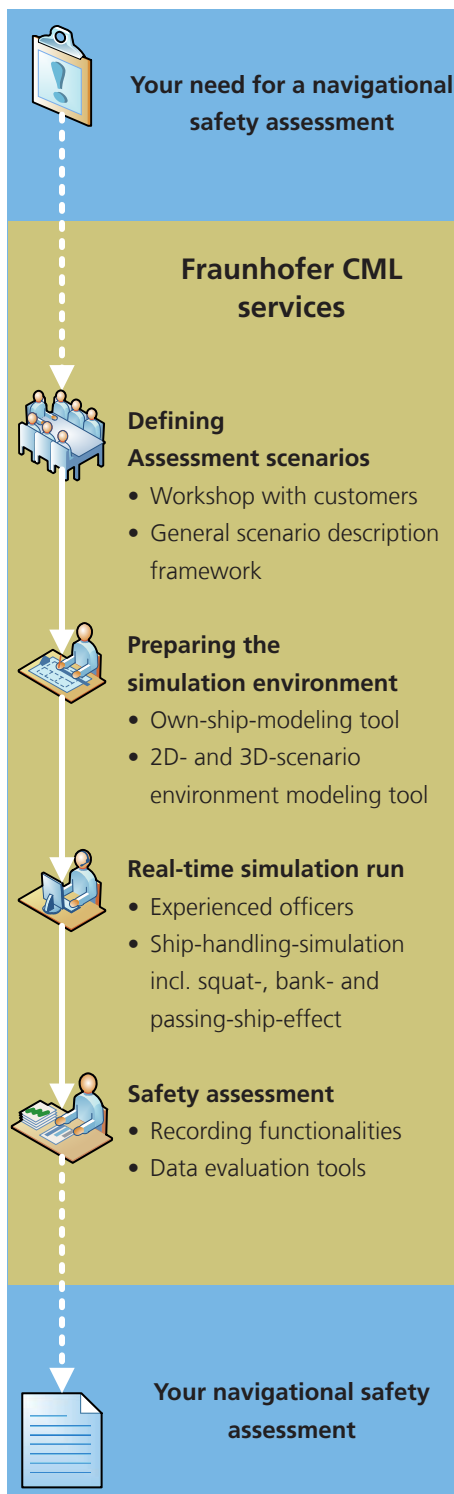 Your need for a navigational
safety assessment
Fraunhofer CML
services
Defining
Assessment scenarios
• Workshop with customers
• General scenario description
framework
Preparing the
simulation environment
• Own-ship-modeling tool
• 2D- and 3D-scenario
environment modeling tool
Real-time simulation run
• Experienced officers
• Ship-handling-simulation
incl. squat-, bank- and
passing-ship-effect
Safety assessment
• Recording functionalities
• Data evaluation tools
Your navigational safety
assessment